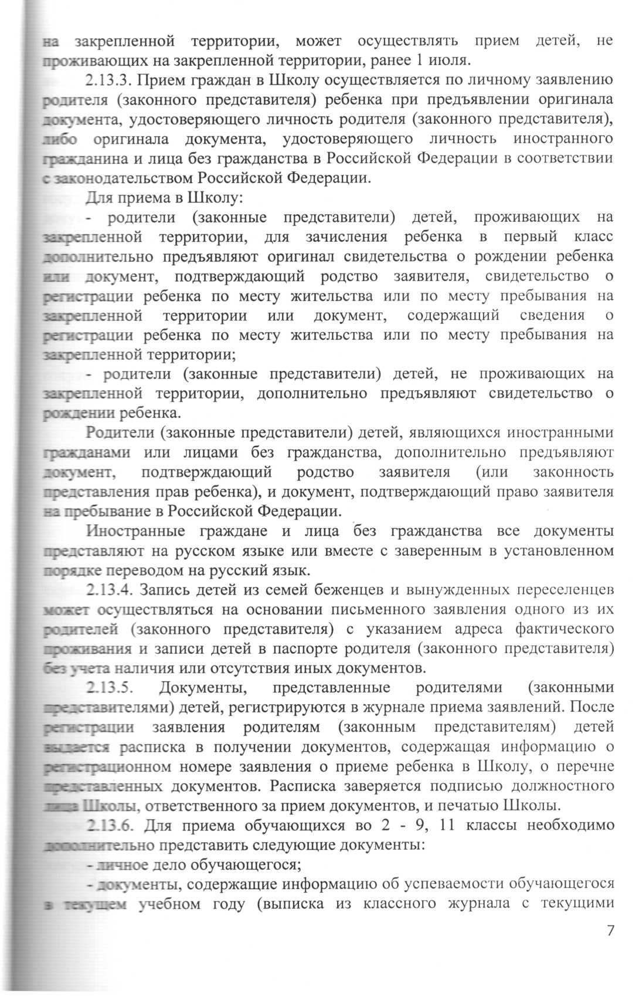 на закрепленной территории, может осуществлять прием детей, не
проживающих на закрепленной территории, ранее 1 июля.
2.13.3. Прием граждан в Школу осуществляется по личному заявлению
родителя (законного представителя) ребенка при предъявлении оригинала
документа, удостоверяющего личность родителя (законного представителя),
либо оригинала документа, удостоверяющего личность иностранного
гражданина и лица без гражданства в Российской Федерации в соответствии
с законодательством Российской Федерации.
Для приема в Школу:
- родители (законные представители) детей, проживающих на
закрепленной территории, для зачисления ребенка в первый класс
дополнительно предъявляют оригинал свидетельства о рождении ребенка
или документ, подтверждающий родство заявителя, свидетельство о
регистрации ребенка по месту жительства или по месту пребывания на
закрепленной территории или документ, содержащий сведения о
регистрации ребенка по месту жительства или по месту пребывания на
закрепленной территории;
- родители (законные представители) детей, не проживающих на
закрепленной территории, дополнительно предъявляют свидетельство о
рождении ребенка.
Родители (законные представители) детей, являющихся иностранными
гражданами или лицами без гражданства, дополнительно предъявляют
документ, подтверждающий родство заявителя (или законность
представления прав ребенка), и документ, подтверждающий право заявителя
на пребывание в Российской Федерации.
Иностранные граждане и лица без гражданства все документы
представляют на русском языке или вместе с заверенным в установленном
порядке переводом на русский язык.
2.13.4. Запись детей из семей беженцев и вынужденных переселенцев
может осуществляться на основании письменного заявления одного из их
родителей (законного представителя) с указанием адреса фактического
проживания и записи детей в паспорте родителя (законного представителя)
без учета наличия или отсутствия иных документов.
2.13.5. Документы, представленные родителями (законными
представителями) детей, регистрируются в журнале приема заявлений. После
регистрации заявления родителям (законным представителям) детей
выдается расписка в получении документов, содержащая информацию о
регистрационном номере заявления о приеме ребенка в Школу, о перечне
представленных документов. Расписка заверяется подписью должностного
лица Школы, ответственного за прием документов, и печатью Школы.
2.13.6. Для приема обучающихся во 2 - 9, 11 классы необходимо
дополнительно представить следующие документы:
- личное дело обучающегося;
- документы, содержащие информацию об успеваемости обучающегося
в текущем учебном году (выписка из классного журнала с текущими
7